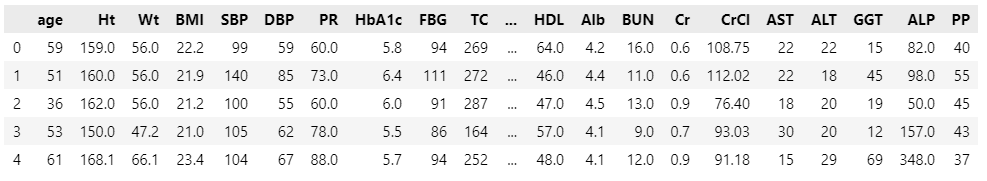 age Ht Wt BMI SBP DBP PR HbA1c FBG TC ... HDL Alb BUN Cr CrCl AST ALT GGT ALP PP
0 59 159.0 56.0 22.2 99 59 60.0 5.8 94 269 ... 64.0 4.2 16.0 0.6 108.75 22 22 15 82.0 40
1 51 160.0 56.0 21.9 140 85 73.0 6.4 111 272 ... 46.0 4.4 11.0 0.6 112.02 22 18 45 98.0 55
2 36 162.0 56.0 21.2 100 55 60.0 6.0 91 287 ... 47.0 4.5 13.0 0.9 76.40 18 20 19 50.0 45
3 53 150.0 47.2 21.0 105 62 78.0 5.5 86 164 ... 57.0 4.1 9.0 0.7 93.03 30 20 12 157.0 43
4 61 168.1 66.1 23.4 104 67 88.0 5.7 94 252 ... 48.0 4.1 12.0 0.9 91.18 15 29 69 348.0 37